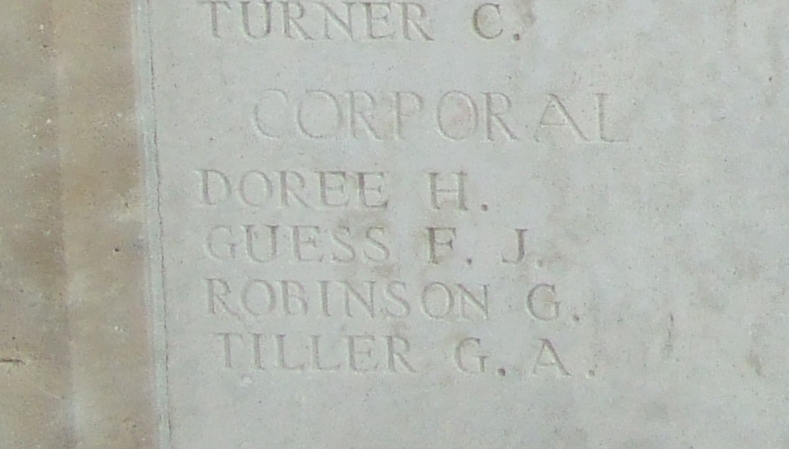 TURNER C.
CORPORAL
DOREE H.
GUESS F. J.
ROBINSON G.
TILLER G. A.